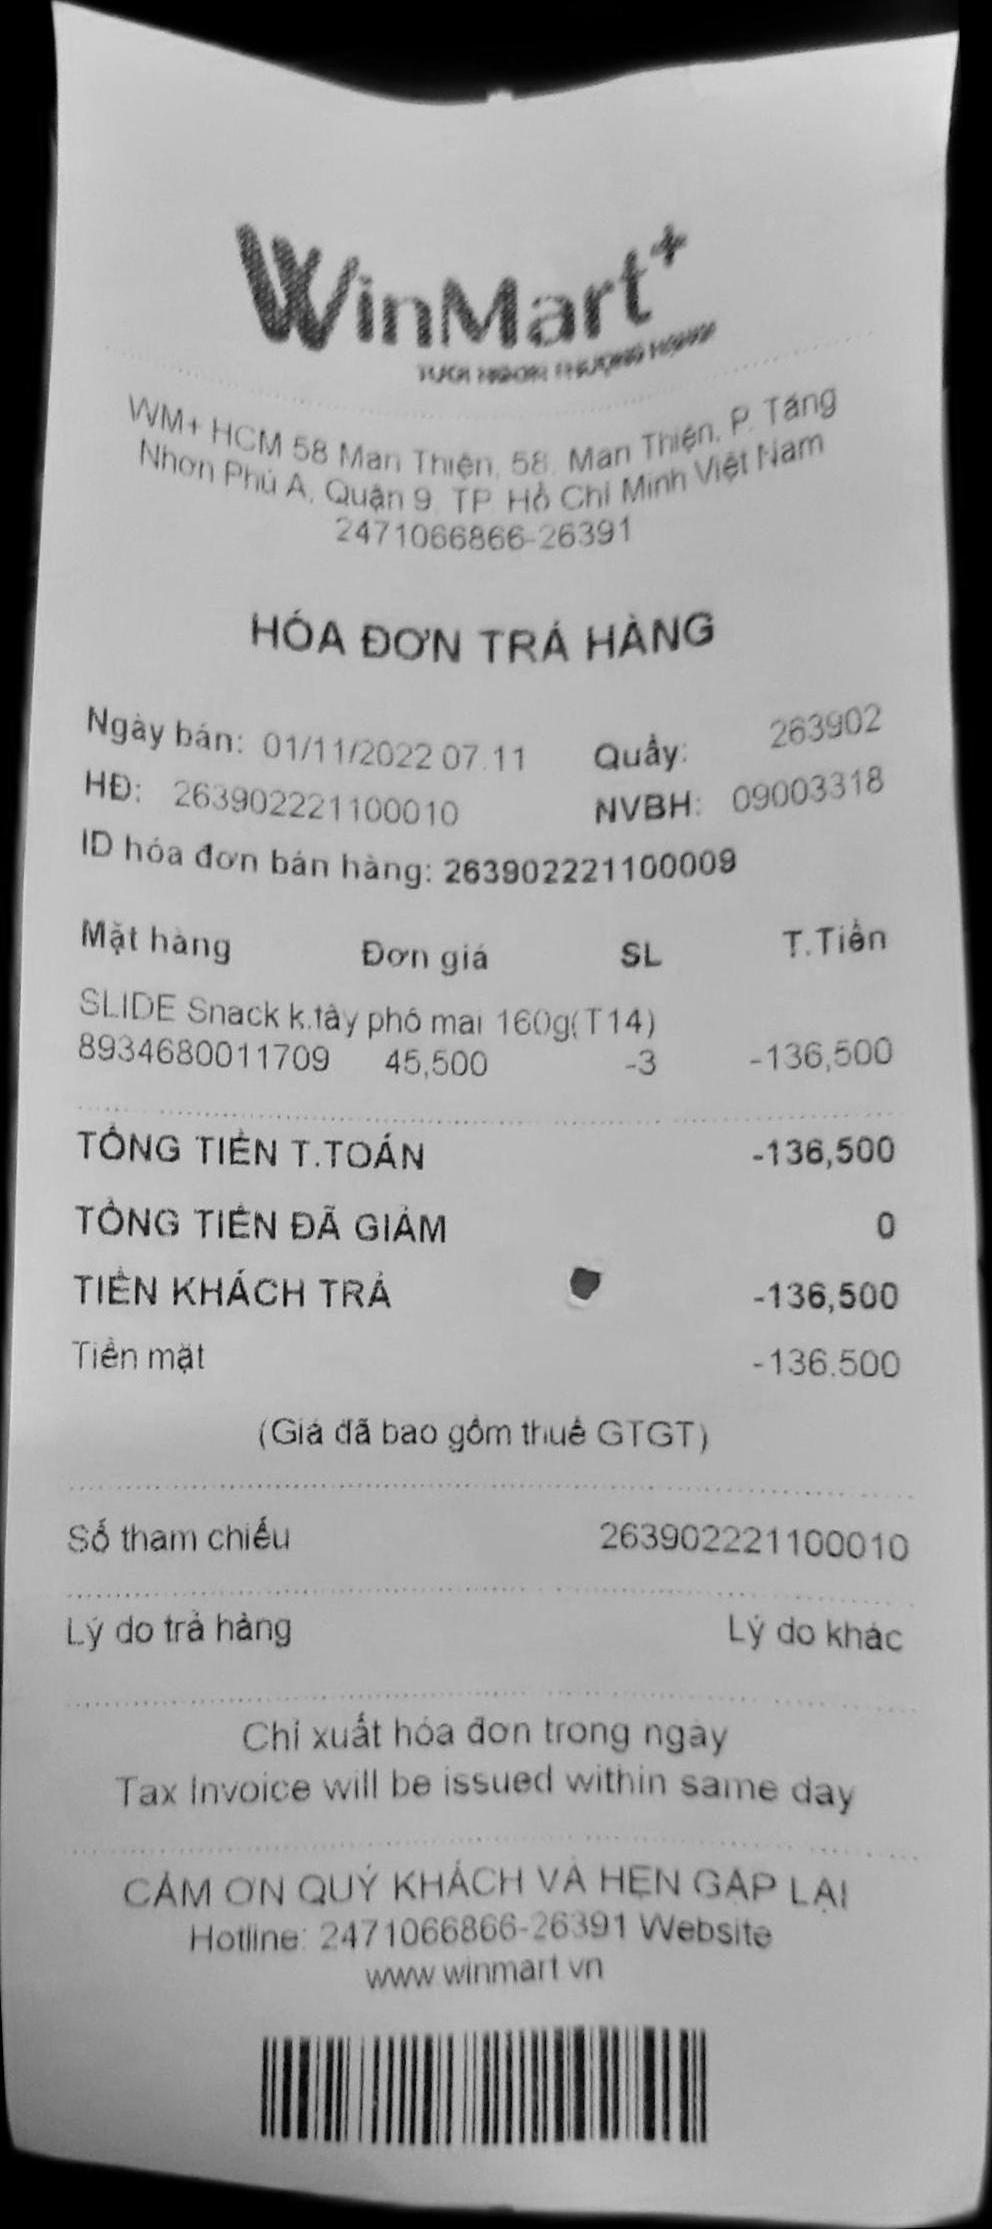 WinMart+
TƯƠI NGON THƯỢNG HẠNG
WM+ HCM 58 Man Thiện, 58, Man Thiện, P. Tăng
Nhơn Phú A, Quận 9, TP. Hồ Chí Minh Việt Nam
2471066866-26391
HÓA ĐƠN TRẢ HÀNG
Ngày bán: 01/11/2022 07:11 Quầy: 263902
HĐ: 263902221100010 NVBH: 09003318
ID hóa đơn bán hàng: 263902221100009
Mặt hàng Đơn giá SL T.Tiền
SLIDE Snack k.tây phô mai 160g(T14)
8934680011709 45,500 -3 -136,500
TỔNG TIỀN T.TOÁN -136,500
TỔNG TIỀN ĐÃ GIẢM 0
TIỀN KHÁCH TRẢ -136,500
Tiền mặt -136.500
(Giá đã bao gồm thuế GTGT)
Số tham chiếu 263902221100010
Lý do trả hàng Lý do khác
Chỉ xuất hóa đơn trong ngày
Tax Invoice will be issued within same day
CẢM ƠN QUÝ KHÁCH VÀ HẸN GẶP LẠI
Hotline: 2471066866-26391 Website
www.winmart.vn